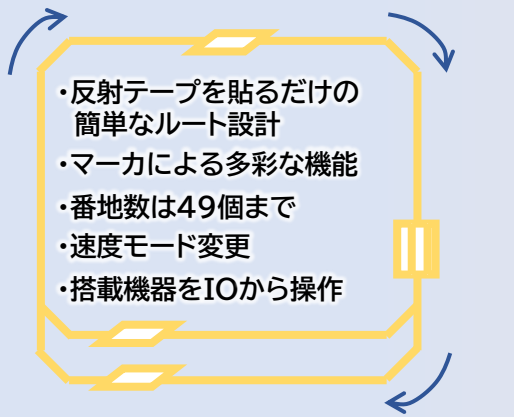 ・反射テープを貼るだけの
簡単なルート設計
・マーカによる多彩な機能
・番地数は49個まで
・速度モード変更
・搭載機器をIOから操作